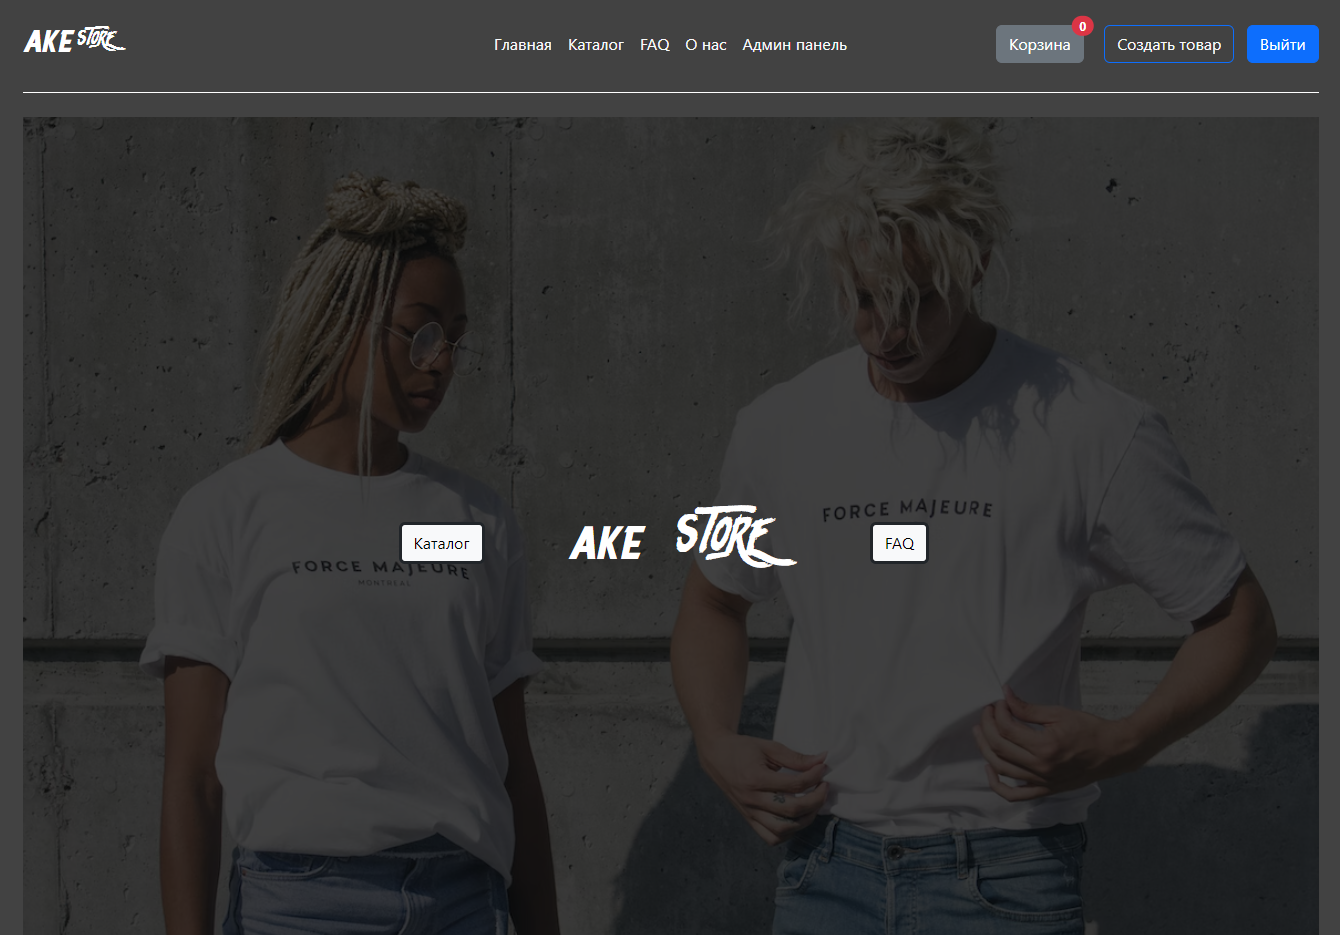 AKE STORE
Главная Каталог FAQ О нас Админ панель
Корзина 0
Создать товар
Выйти
FORCE MAJEURE
Каталог
AKE STORE
FAQ
FORCE MAJEURE
MONTREAL